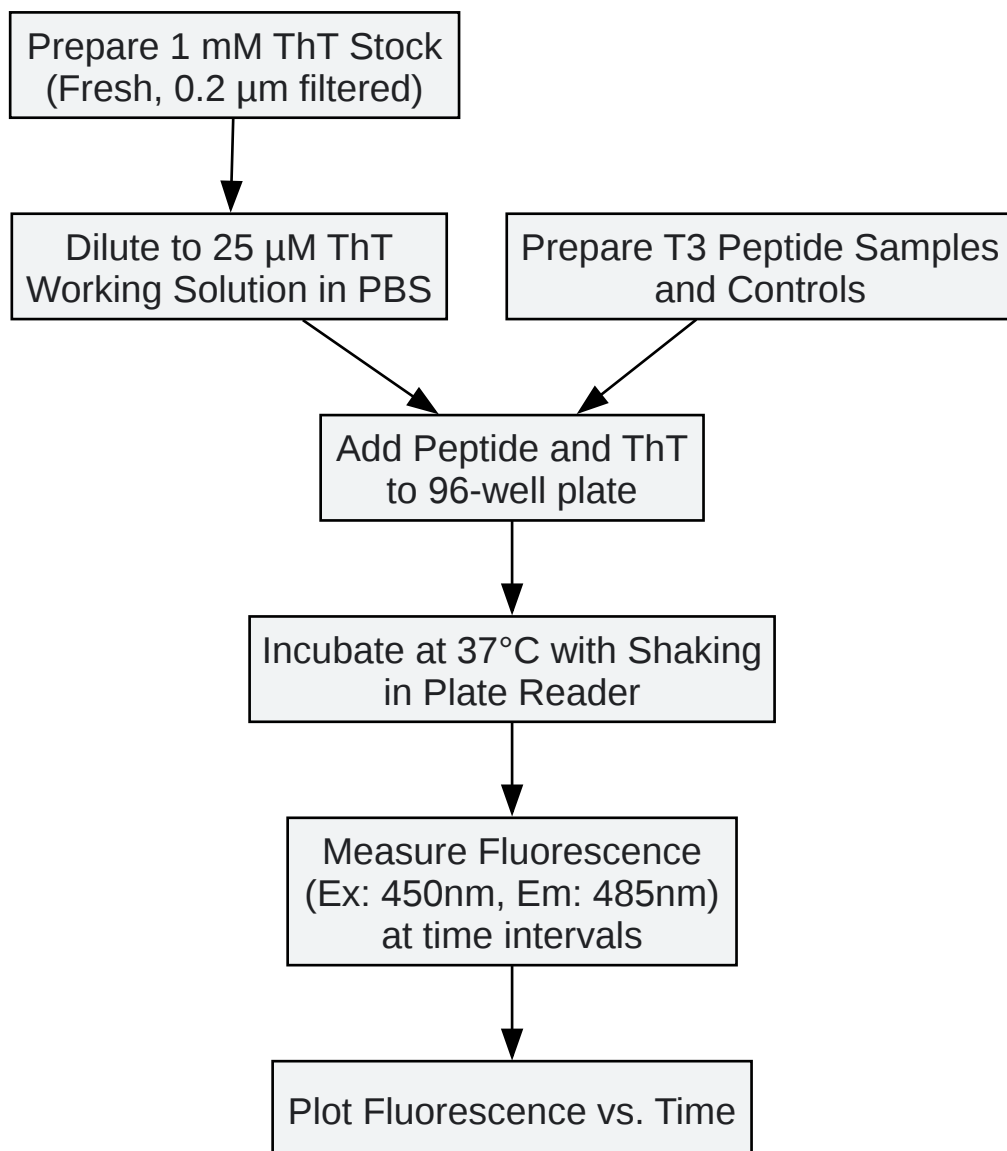 Prepare 1 mM ThT Stock
(Fresh, 0.2 µm filtered)
Dilute to 25 µM ThT
Working Solution in PBS
Prepare T3 Peptide Samples
and Controls
Add Peptide and ThT
to 96-well plate
Incubate at 37°C with Shaking
in Plate Reader
Measure Fluorescence
(Ex: 450nm, Em: 485nm)
at time intervals
Plot Fluorescence vs. Time